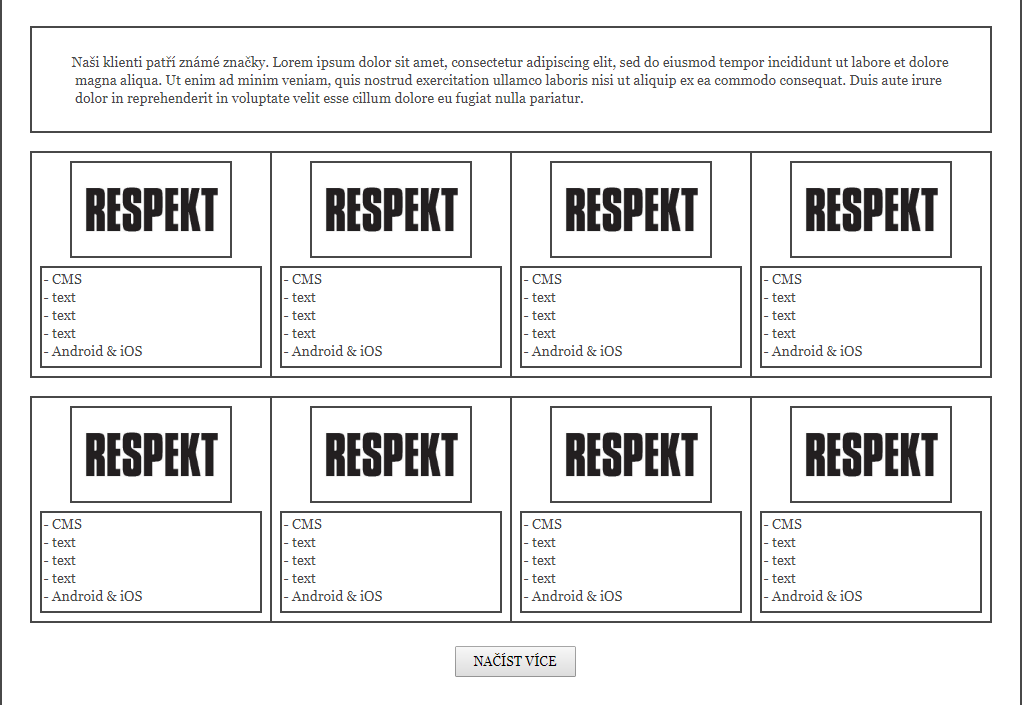 Naši klienti patří známé značky. Lorem ipsum dolor sit amet, consectetur adipiscing elit, sed do eiusmod tempor incididunt ut labore et dolore
magna aliqua. Ut enim ad minim veniam, quis nostrud exercitation ullamco laboris nisi ut aliquip ex ea commodo consequat. Duis aute irure
dolor in reprehenderit in voluptate velit esse cillum dolore eu fugiat nulla pariatur.
RESPEKT
- CMS
- text
- text
- text
- Android & iOS
RESPEKT
- CMS
- text
- text
- text
- Android & iOS
RESPEKT
- CMS
- text
- text
- text
- Android & iOS
RESPEKT
- CMS
- text
- text
- text
- Android & iOS
RESPEKT
- CMS
- text
- text
- text
- Android & iOS
RESPEKT
- CMS
- text
- text
- text
- Android & iOS
RESPEKT
- CMS
- text
- text
- text
- Android & iOS
RESPEKT
- CMS
- text
- text
- text
- Android & iOS
NAČÍST VÍCE